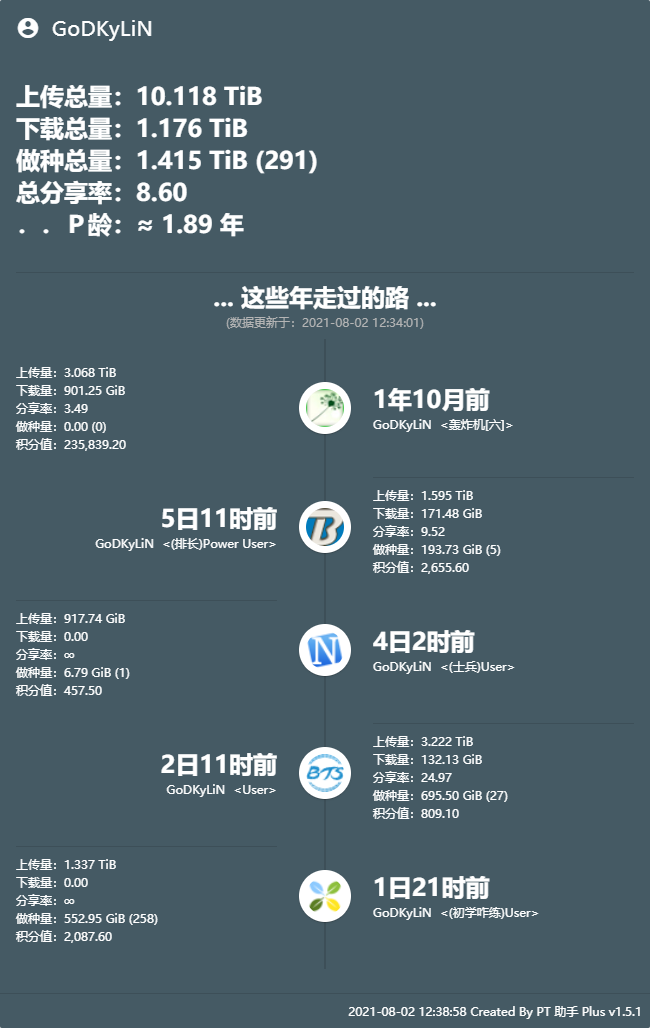 GoDKyLiN
上传总量：10.118 TiB
下载总量：1.176 TiB
做种总量：1.415 TiB (291)
总分享率：8.60
．．Ｐ龄：≈ 1.89 年
... 这些年走过的路 ...
(数据更新于：2021-08-02 12:34:01)
上传量：3.068 TiB
下载量：901.25 GiB
分享率：3.49
做种量：0.00 (0)
积分值：235,839.20
1年10月前
GoDKyLiN <轰炸机[六]>
5日11时前
GoDKyLiN <(排长)Power User>
B
上传量：1.595 TiB
下载量：171.48 GiB
分享率：9.52
做种量：193.73 GiB (5)
积分值：2,655.60
上传量：917.74 GiB
下载量：0.00
分享率：∞
做种量：6.79 GiB (1)
积分值：457.50
N
4日2时前
GoDKyLiN <(士兵)User>
2日11时前
GoDKyLiN <User>
BTS
上传量：3.222 TiB
下载量：132.13 GiB
分享率：24.97
做种量：695.50 GiB (27)
积分值：809.10
上传量：1.337 TiB
下载量：0.00
分享率：∞
做种量：552.95 GiB (258)
积分值：2,087.60
1日21时前
GoDKyLiN <(初学咋练)User>
2021-08-02 12:38:58 Created By PT 助手 Plus v1.5.1